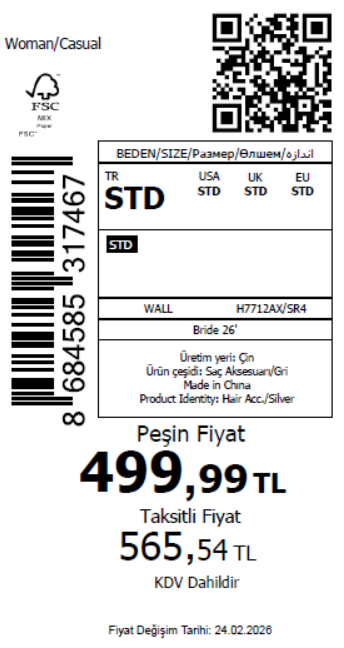 Woman/Casual
FSC
MIX
Paper
FSC™
BEDEN/SIZE/Размер/Өлшем/اندازه
TR USA UK EU
STD STD STD STD
STD
8 684585 317467
WALL H7712AX/SR4
Bride 26'
Üretim yeri: Çin
Ürün çeşidi: Saç Aksesuarı/Gri
Made in China
Product Identity: Hair Acc./Silver
Peşin Fiyat
499,99 TL
Taksitli Fiyat
565,54 TL
KDV Dahildir
Fiyat Değişim Tarihi: 24.02.2026